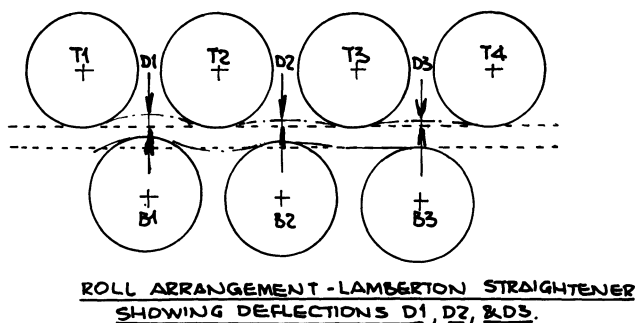 T1 D1 T2 D2 T3 D3 T4
B1 B2 B3
ROLL ARRANGEMENT - LAMBERTON STRAIGHTENER
SHOWING DEFLECTIONS D1, D2, & D3.